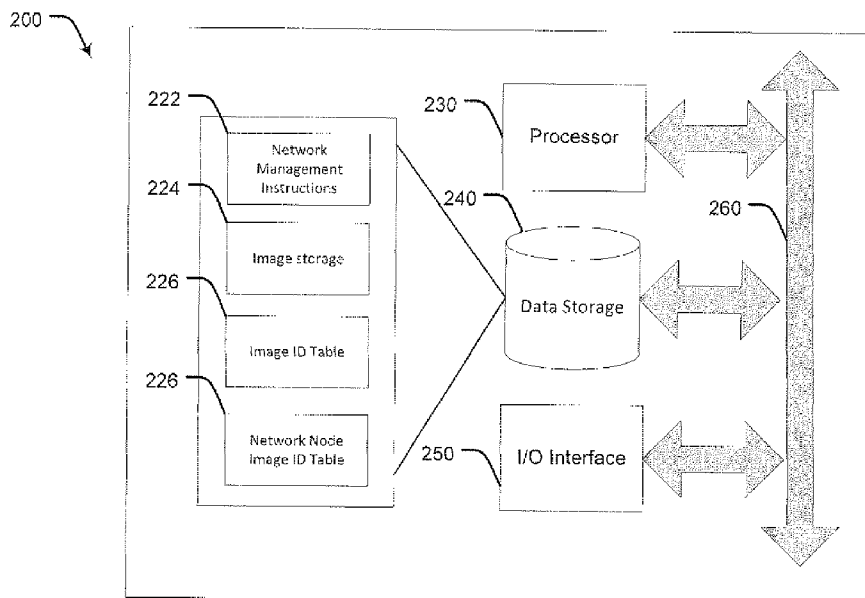 200
222
Network
Management
Instructions
224
Image storage
226
Image ID Table
226
Network Node
Image ID Table
230
Processor
240
Data Storage
250
I/O Interface
260